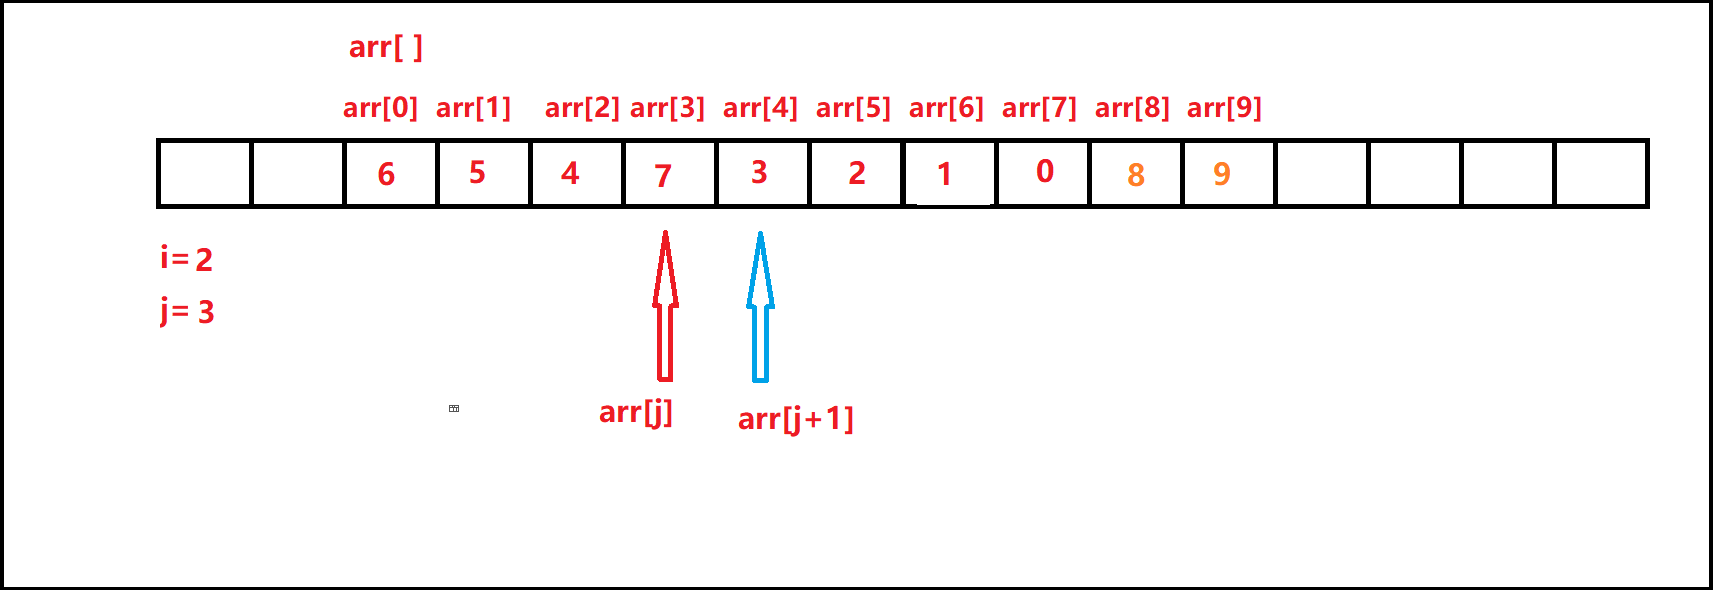 arr[ ]
arr[0] arr[1] arr[2] arr[3] arr[4] arr[5] arr[6] arr[7] arr[8] arr[9]
6 5 4 7 3 2 1 0 8 9
i= 2
j= 3
arr[j] arr[j+1]